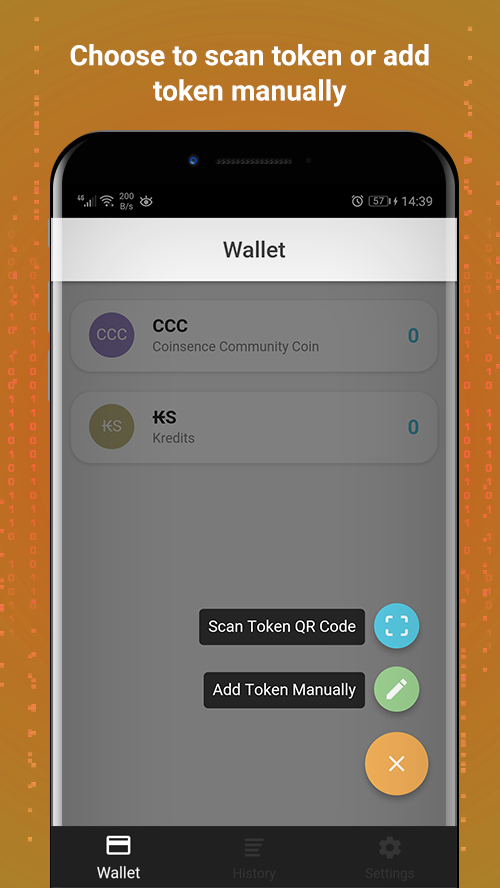 Choose to scan token or add
token manually
4G 200 B/s 57 14:39
Wallet
CCC CCC 0
Coinsence Community Coin
₭S ₭S 0
Kredits
Scan Token QR Code
Add Token Manually
Wallet History Settings